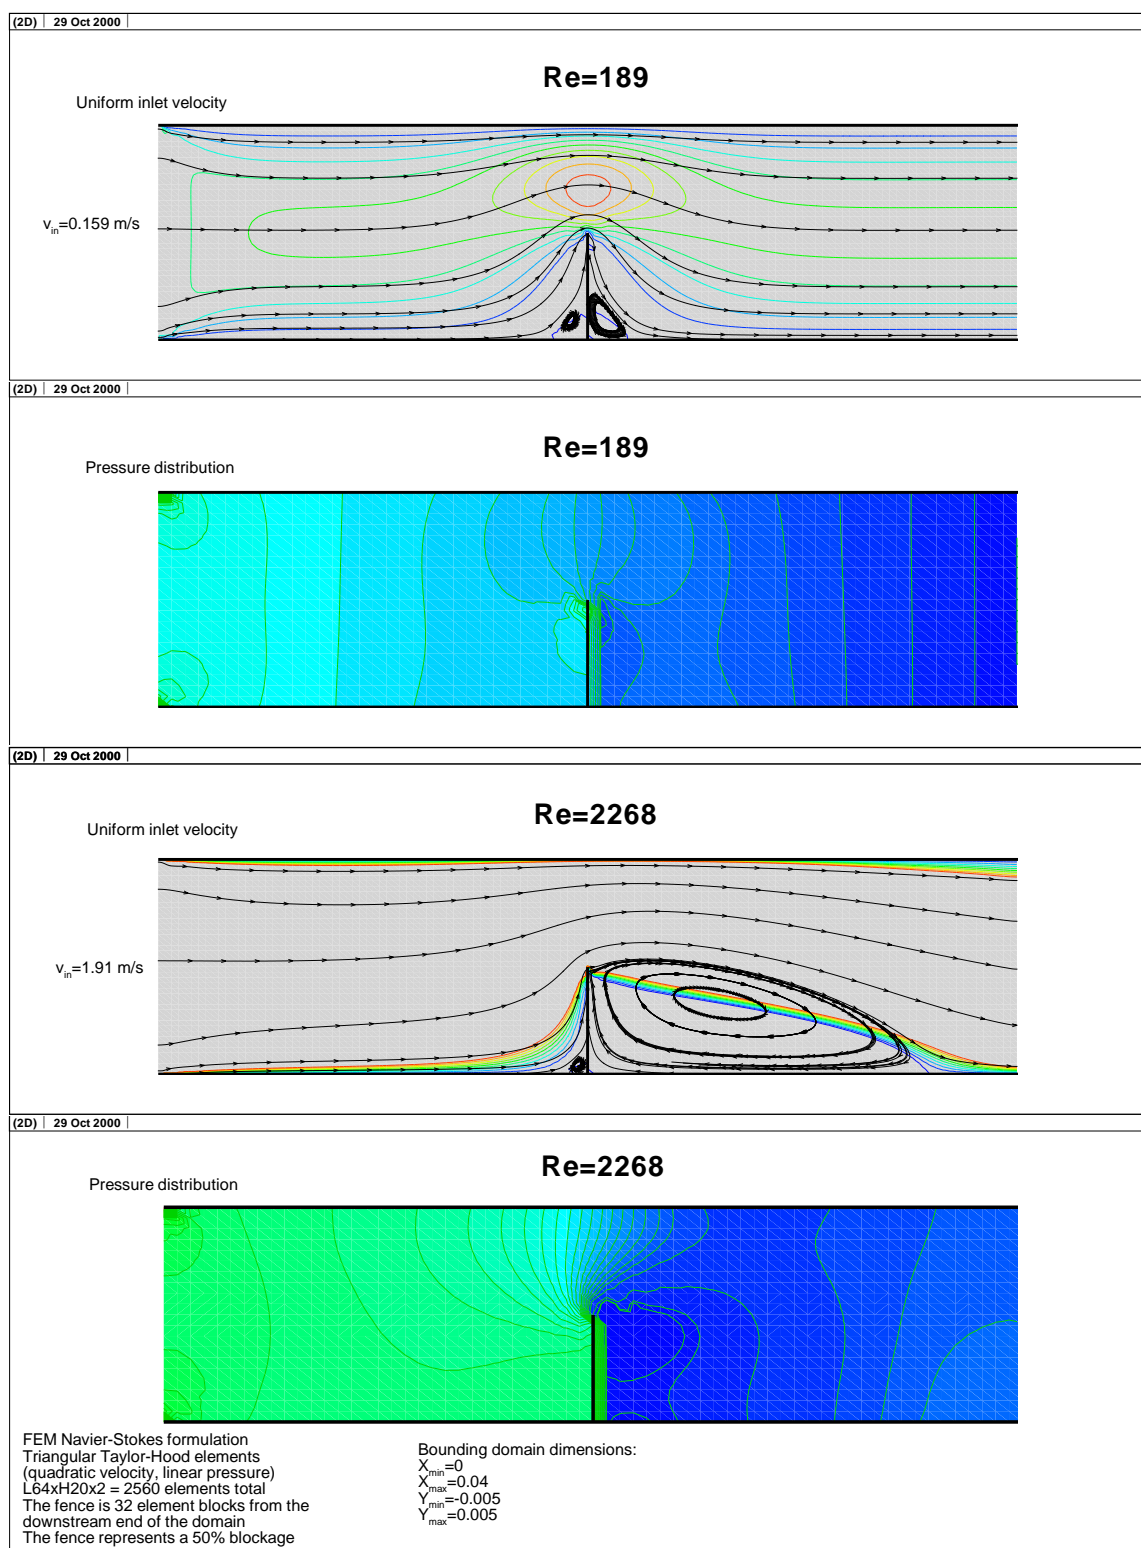 (2D) | 29 Oct 2000 |
Re=189
Uniform inlet velocity
v_in=0.159 m/s
(2D) | 29 Oct 2000 |
Re=189
Pressure distribution
(2D) | 29 Oct 2000 |
Re=2268
Uniform inlet velocity
v_in=1.91 m/s
(2D) | 29 Oct 2000 |
Re=2268
Pressure distribution
FEM Navier-Stokes formulation
Triangular Taylor-Hood elements
(quadratic velocity, linear pressure)
L64xH20x2 = 2560 elements total
The fence is 32 element blocks from the
downstream end of the domain
The fence represents a 50% blockage
Bounding domain dimensions:
X_min=0
X_max=0.04
Y_min=-0.005
Y_max=0.005